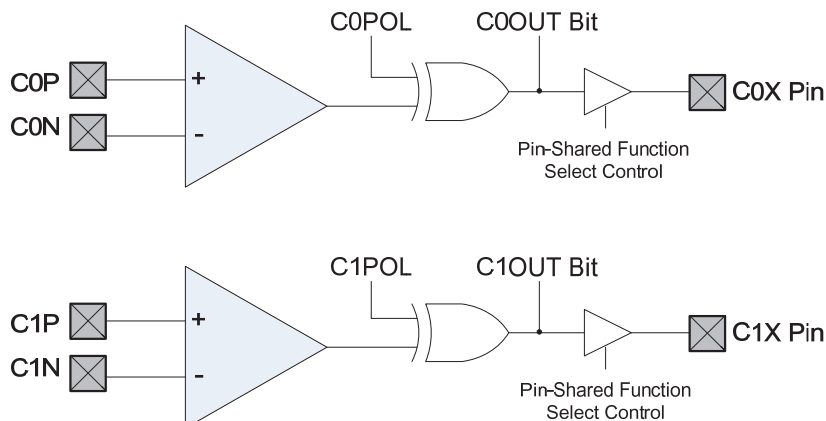 C0POL C0OUT Bit
C0P + C0X Pin
C0N -
Pin-Shared Function
Select Control
C1POL C1OUT Bit
C1P + C1X Pin
C1N -
Pin-Shared Function
Select Control